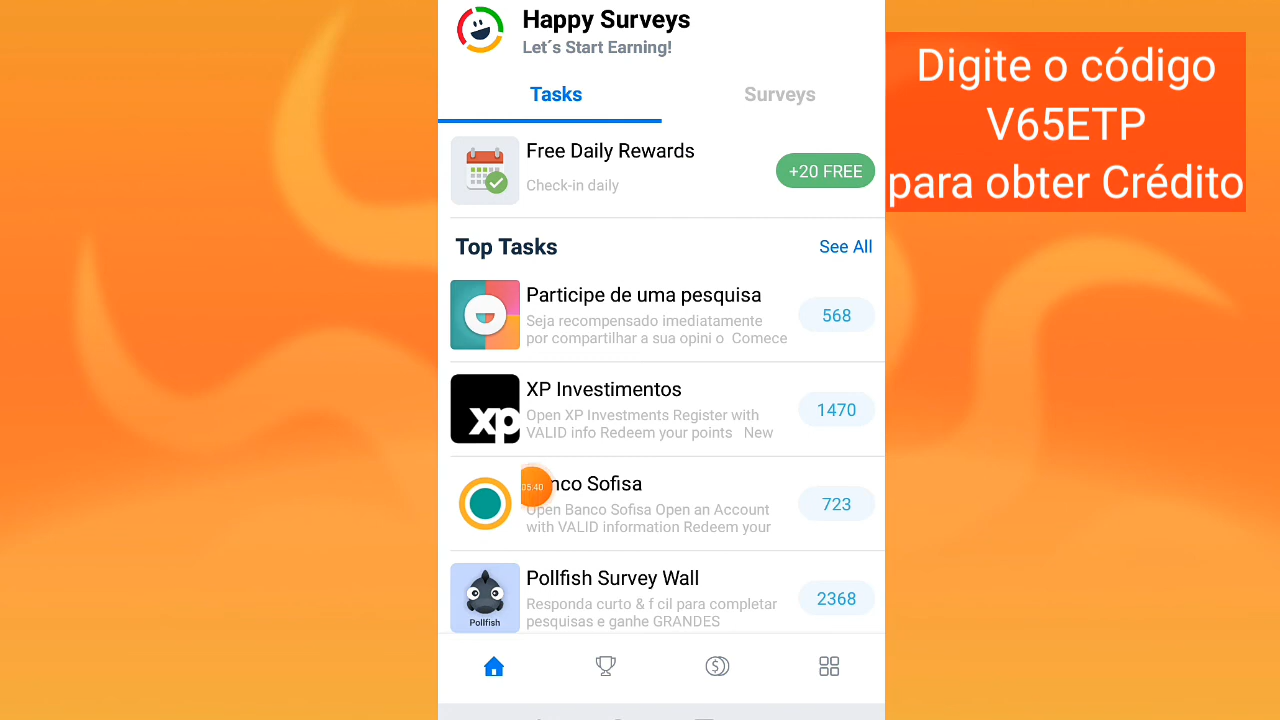 Happy Surveys
Let´s Start Earning!
Tasks
Surveys
Free Daily Rewards
Check-in daily
+20 FREE
Top Tasks
See All
Participe de uma pesquisa
Seja recompensado imediatamente
por compartilhar a sua opini o Comece
568
xp
XP Investimentos
Open XP Investments Register with
VALID info Redeem your points New
1470
05:40
nco Sofisa
Open Banco Sofisa Open an Account
with VALID information Redeem your
723
Pollfish
Pollfish Survey Wall
Responda curto & f cil para completar
pesquisas e ganhe GRANDES
2368
Digite o código
V65ETP
para obter Crédito